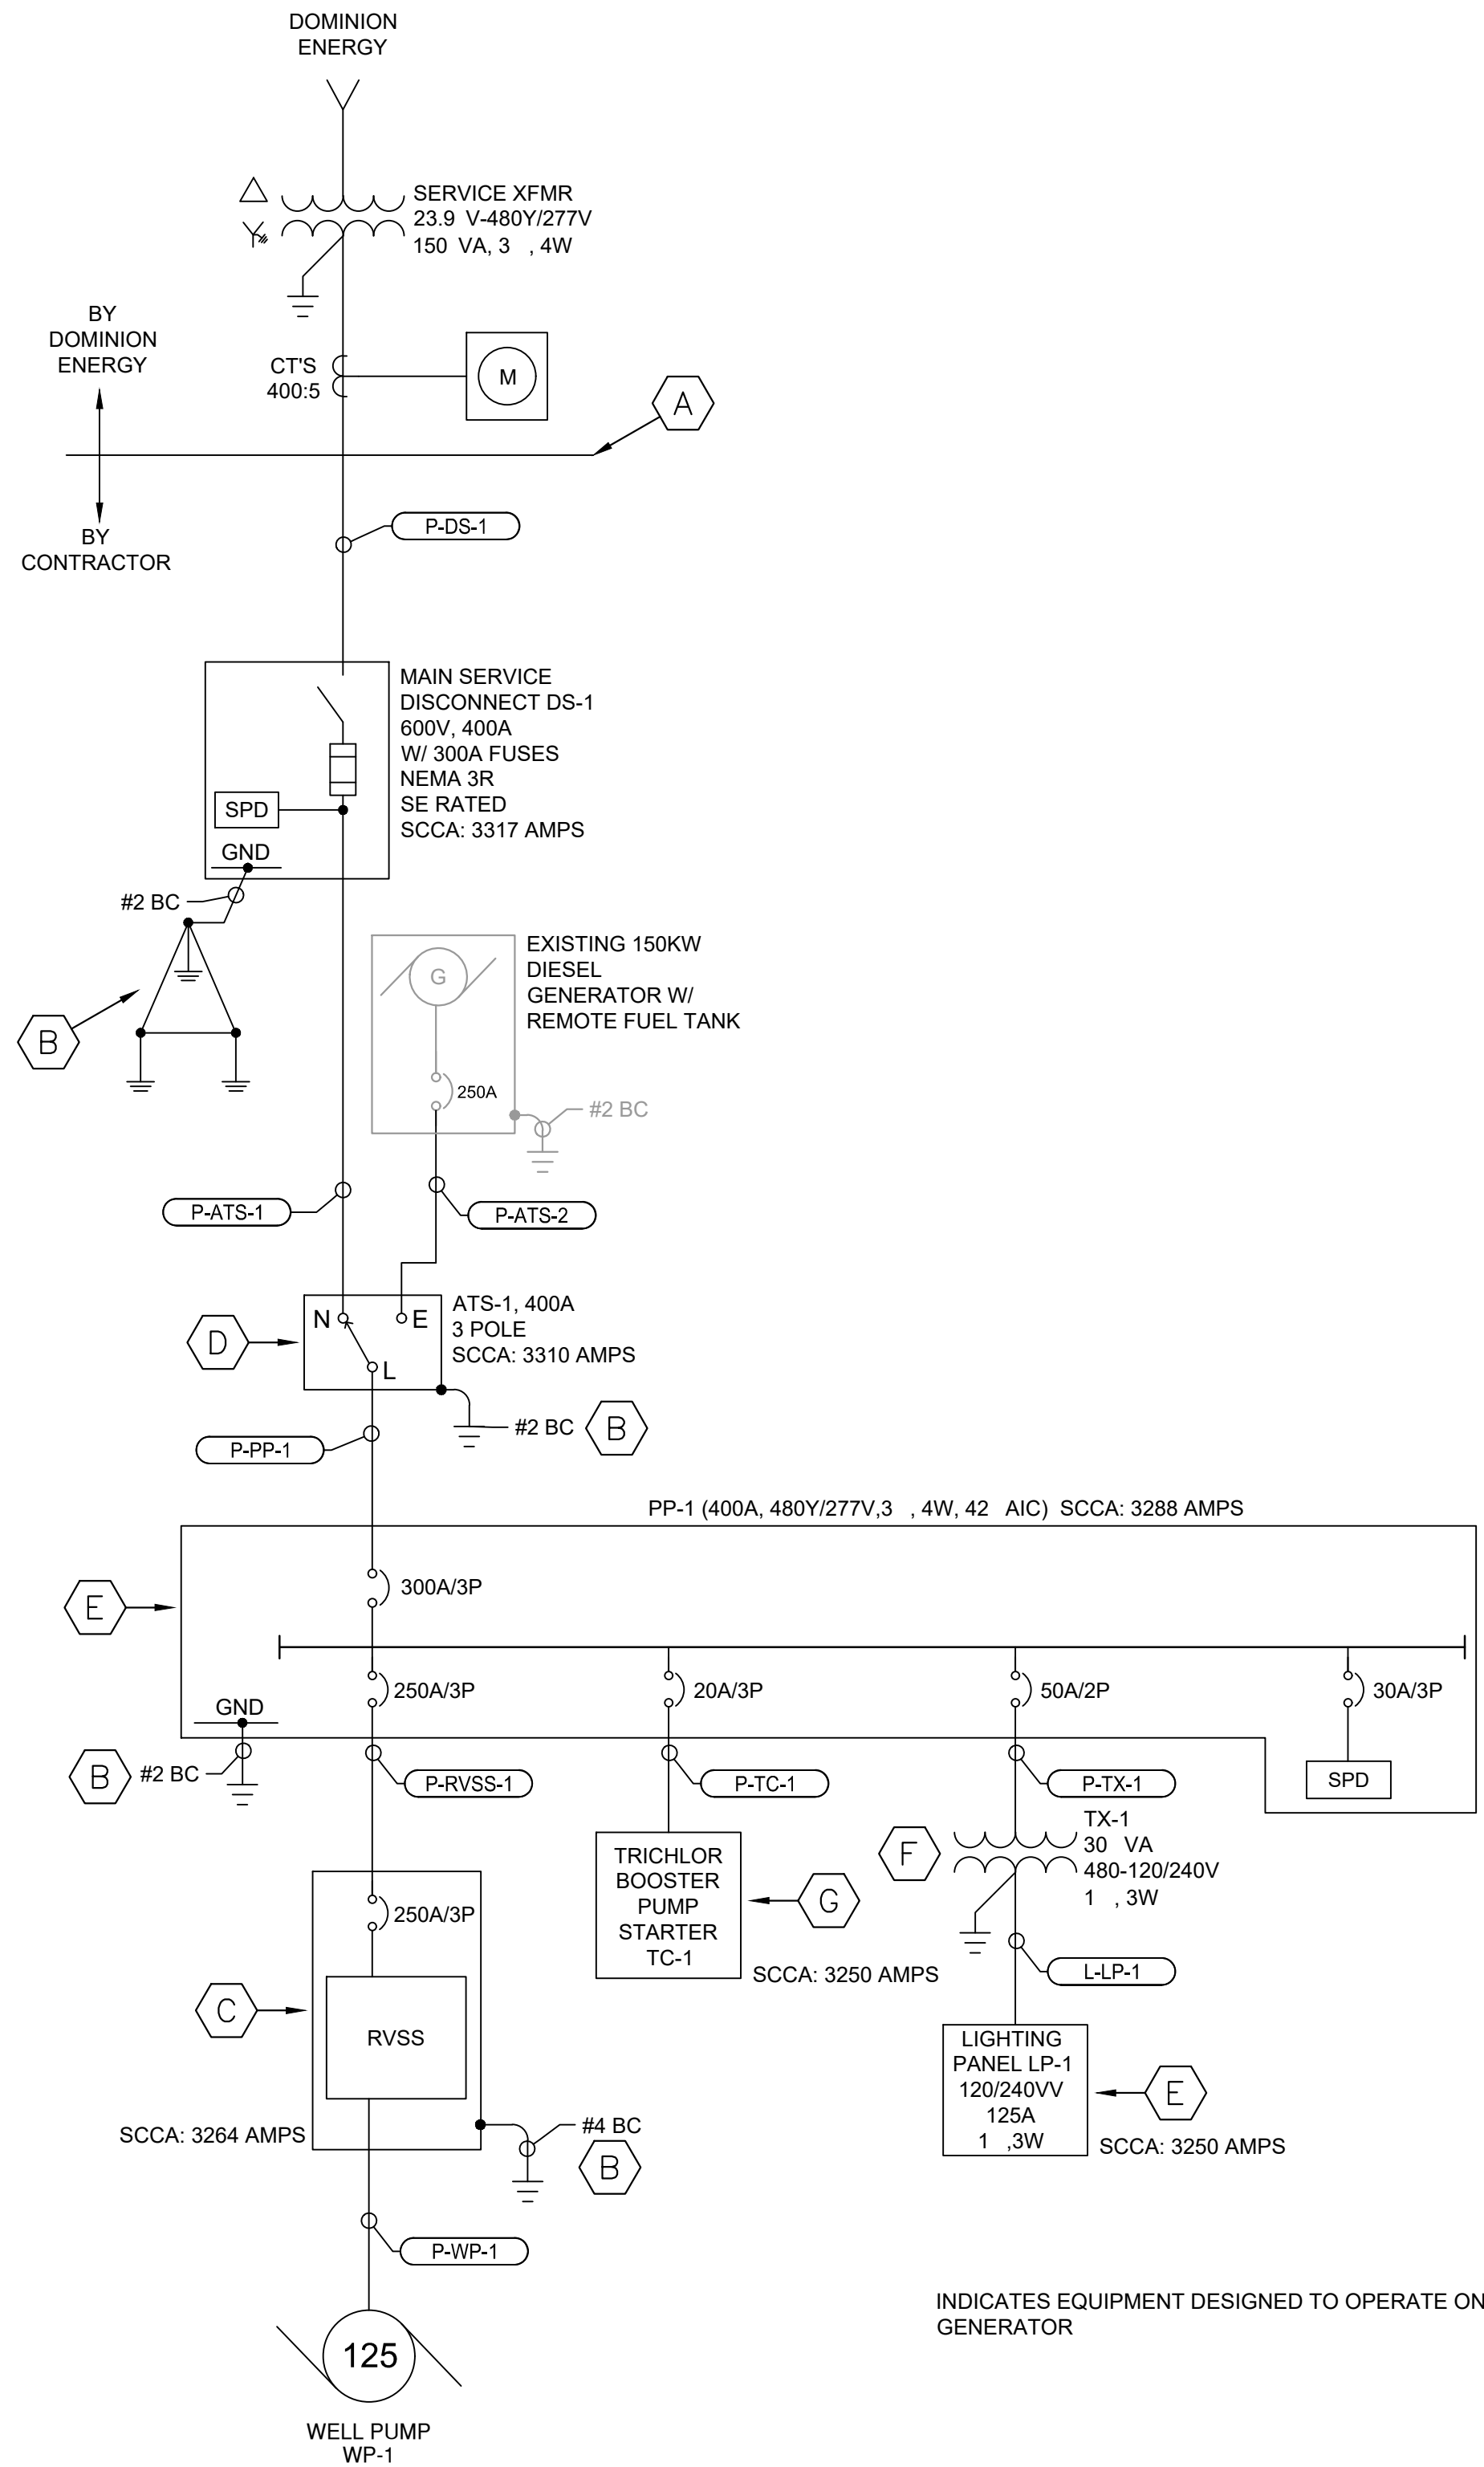 DOMINION
ENERGY
SERVICE XFMR
23.9 V-480Y/277V
150 VA, 3 , 4W
BY
DOMINION
ENERGY
CT'S
400:5
M
A
BY
CONTRACTOR
P-DS-1
MAIN SERVICE
DISCONNECT DS-1
600V, 400A
W/ 300A FUSES
NEMA 3R
SE RATED
SCCA: 3317 AMPS
SPD
GND
#2 BC
B
EXISTING 150KW
DIESEL
GENERATOR W/
REMOTE FUEL TANK
G
250A
#2 BC
P-ATS-1
P-ATS-2
D
N
E
L
ATS-1, 400A
3 POLE
SCCA: 3310 AMPS
#2 BC
B
P-PP-1
PP-1 (400A, 480Y/277V,3 , 4W, 42 AIC) SCCA: 3288 AMPS
E
300A/3P
250A/3P
20A/3P
50A/2P
30A/3P
GND
B
#2 BC
P-RVSS-1
P-TC-1
P-TX-1
SPD
TRICHLOR
BOOSTER
PUMP
STARTER
TC-1
G
SCCA: 3250 AMPS
F
TX-1
30 VA
480-120/240V
1 , 3W
L-LP-1
250A/3P
C
RVSS
SCCA: 3264 AMPS
#4 BC
B
LIGHTING
PANEL LP-1
120/240VV
125A
1 ,3W
E
SCCA: 3250 AMPS
P-WP-1
125
WELL PUMP
WP-1
INDICATES EQUIPMENT DESIGNED TO OPERATE ON
GENERATOR